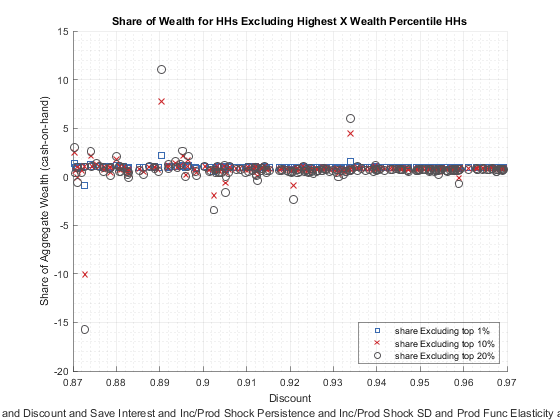 Share of Wealth for HHs Excluding Highest X Wealth Percentile HHs
Share of Aggregate Wealth (cash-on-hand)
15
10
5
0
-5
-10
-15
-20
0.87
0.88
0.89
0.9
0.91
0.92
0.93
0.94
0.95
0.96
0.97
share Excluding top 1%
share Excluding top 10%
share Excluding top 20%
Discount
and Discount and Save Interest and Inc/Prod Shock Persistence and Inc/Prod Shock SD and Prod Func Elasticity